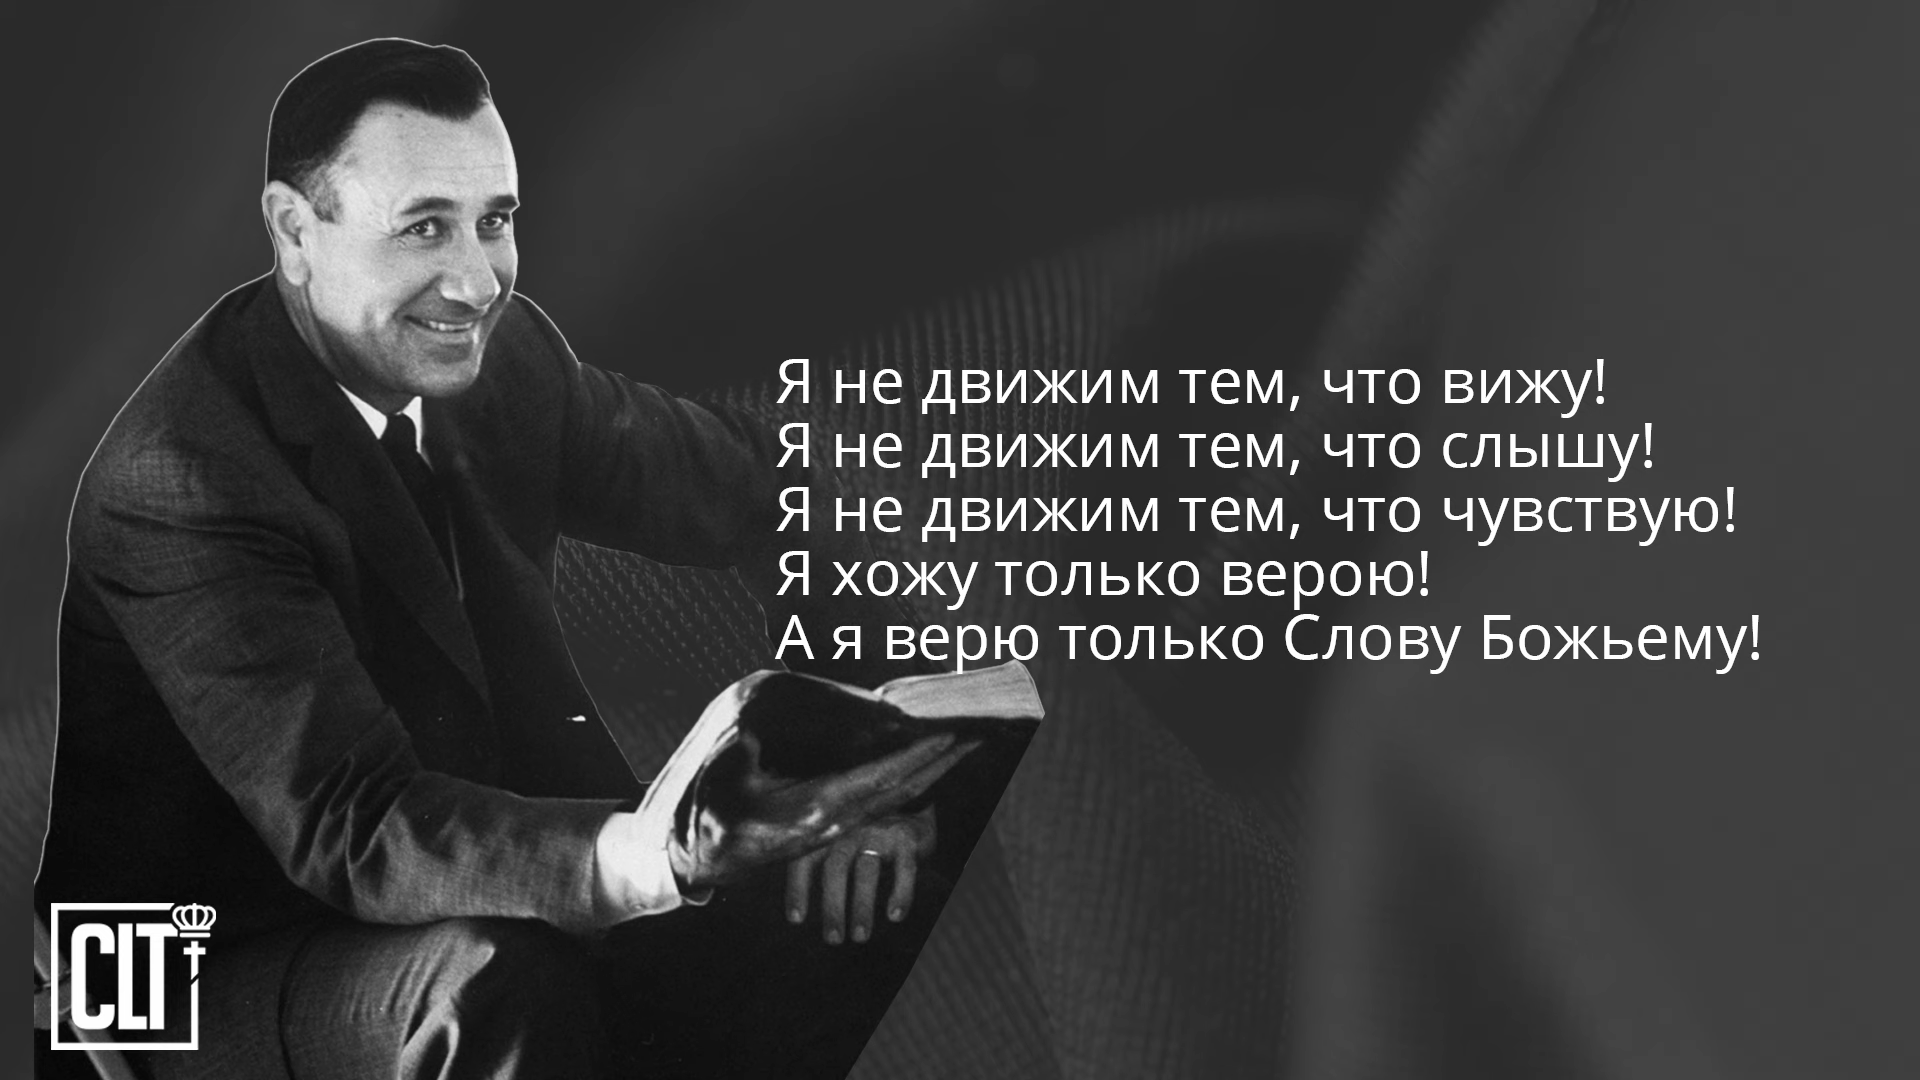 Я не движим тем, что вижу!
Я не движим тем, что слышу!
Я не движим тем, что чувствую!
Я хожу только верою!
А я верю только Слову Божьему!
CLT